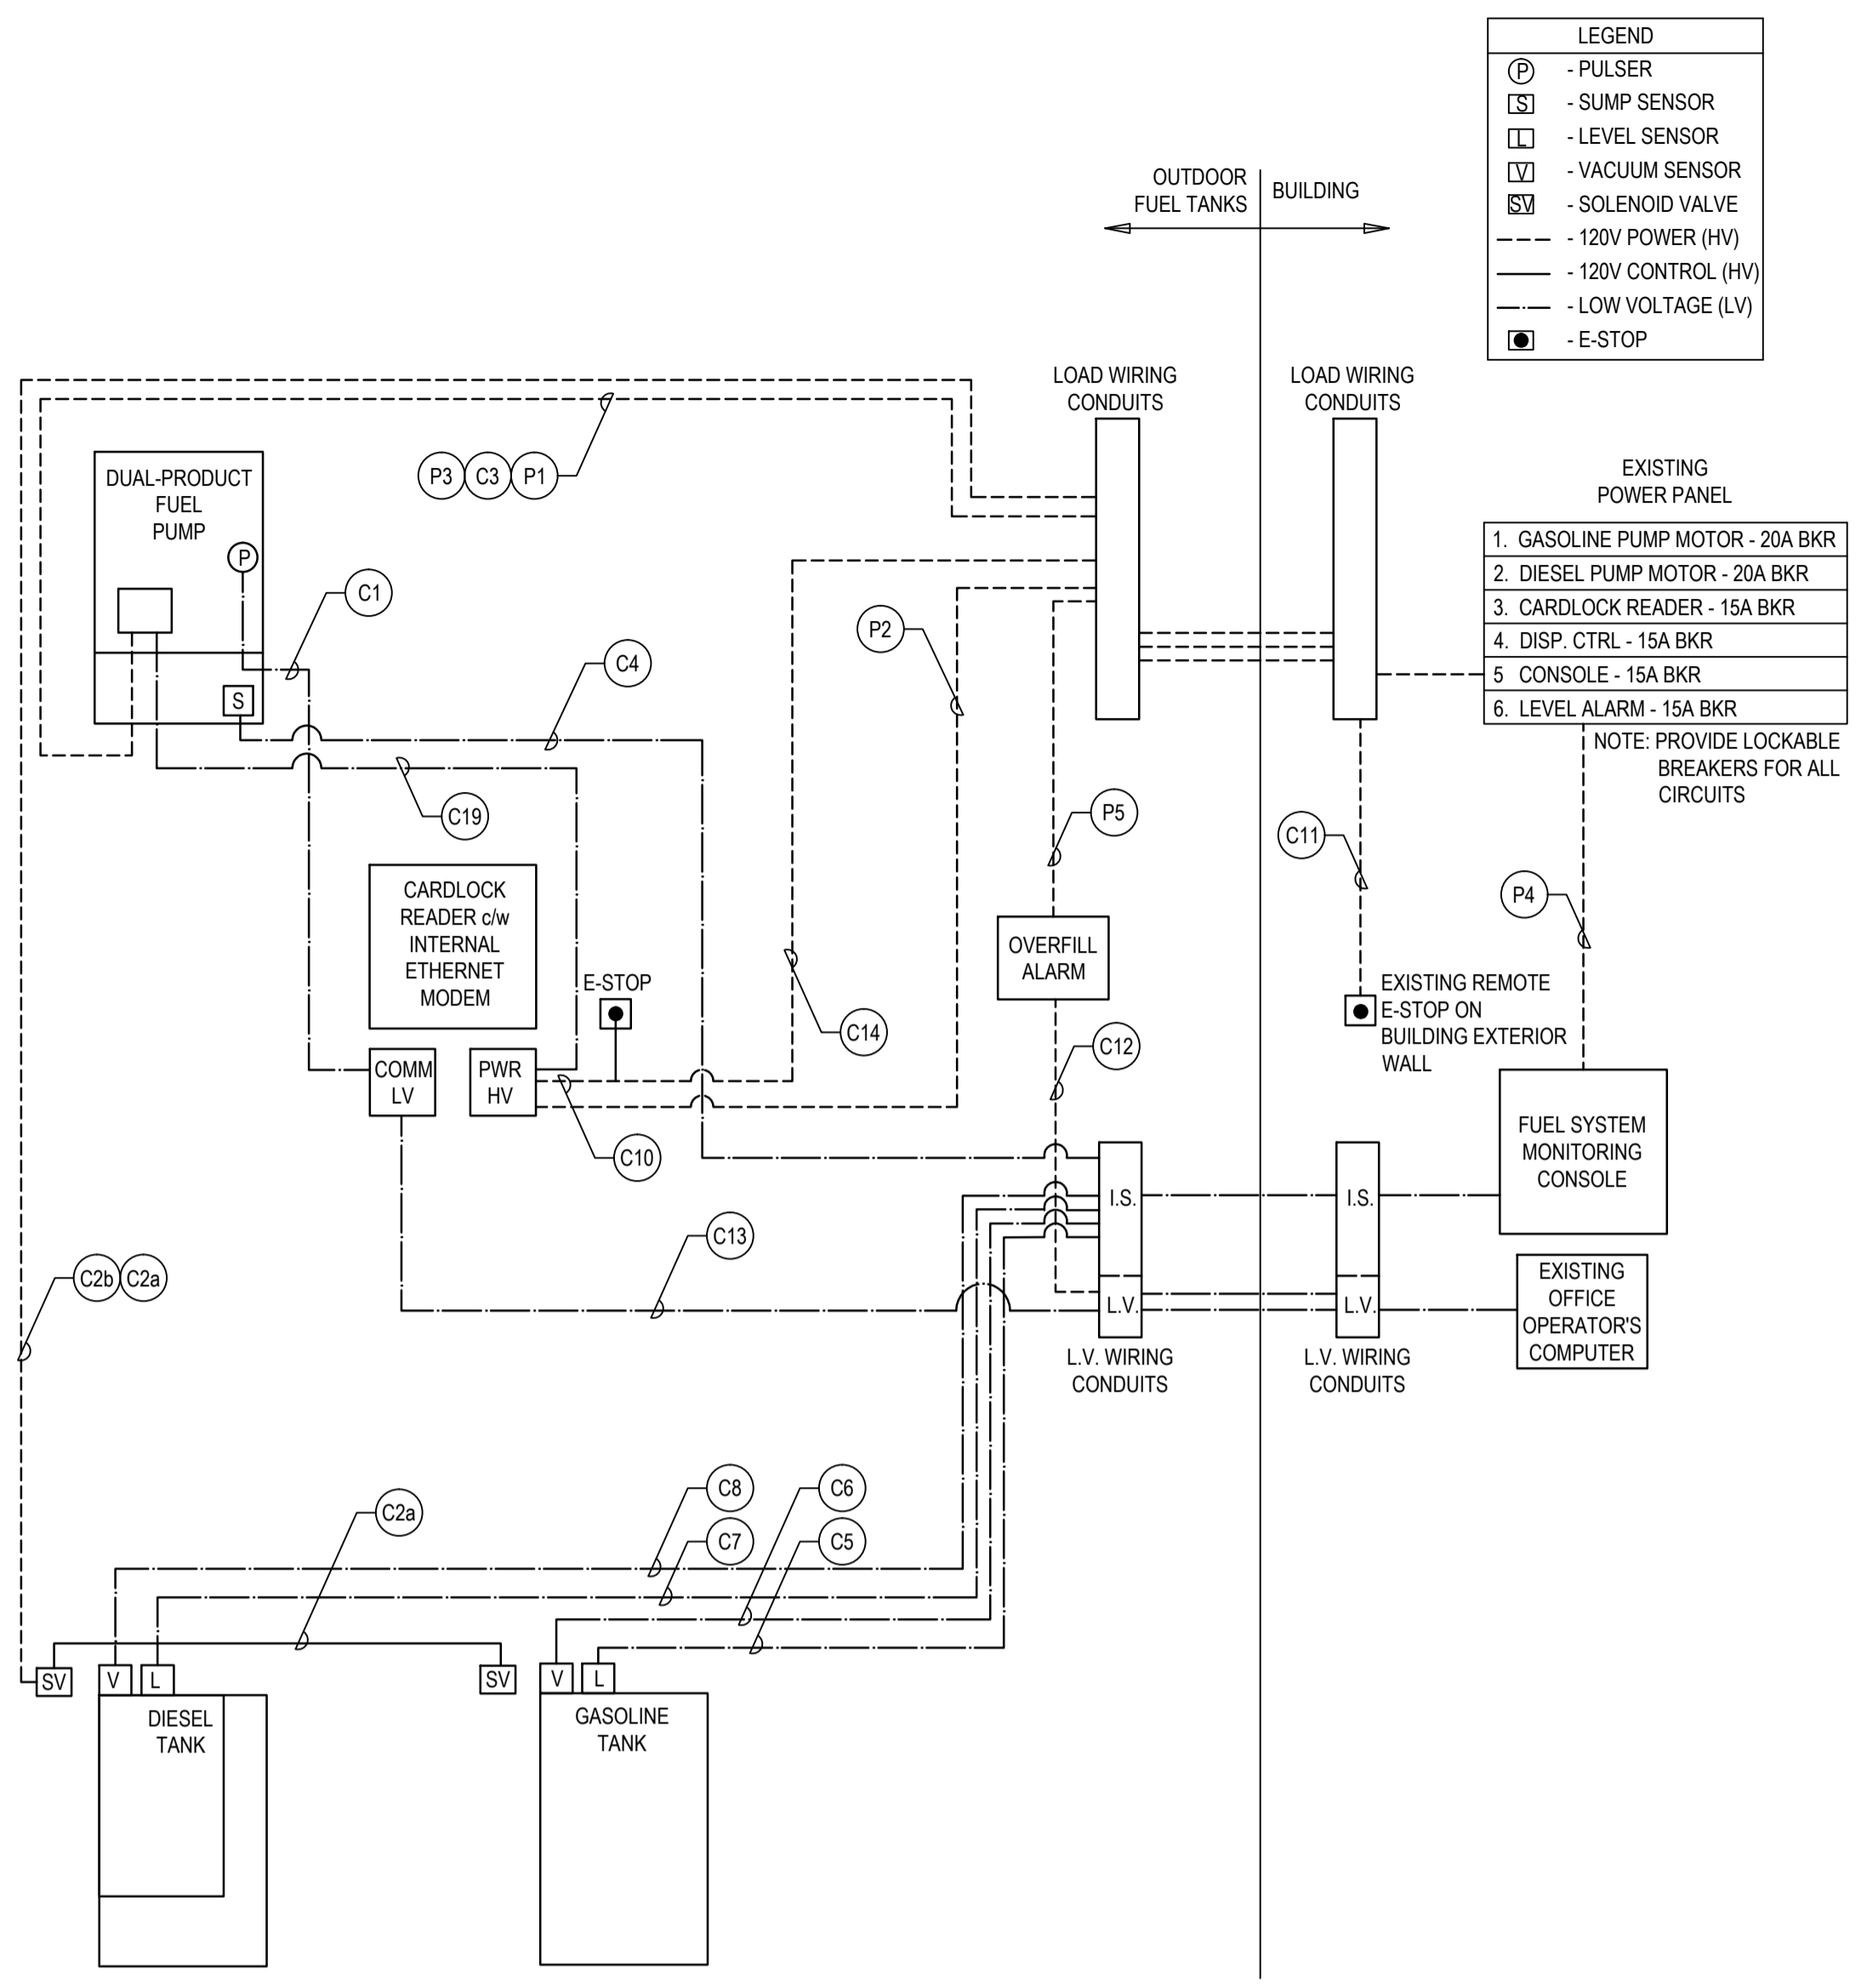 LEGEND
P - PULSER
S - SUMP SENSOR
L - LEVEL SENSOR
V - VACUUM SENSOR
SV - SOLENOID VALVE
- 120V POWER (HV)
- 120V CONTROL (HV)
- LOW VOLTAGE (LV)
- E-STOP
OUTDOOR
FUEL TANKS
BUILDING
LOAD WIRING
CONDUITS
LOAD WIRING
CONDUITS
EXISTING
POWER PANEL
1. GASOLINE PUMP MOTOR - 20A BKR
2. DIESEL PUMP MOTOR - 20A BKR
3. CARDLOCK READER - 15A BKR
4. DISP. CTRL - 15A BKR
5 CONSOLE - 15A BKR
6. LEVEL ALARM - 15A BKR
NOTE: PROVIDE LOCKABLE
BREAKERS FOR ALL
CIRCUITS
DUAL-PRODUCT
FUEL
PUMP
P
S
P3 C3 P1
C1
C4
P2
C19
P5
C11
P4
CARDLOCK
READER c/w
INTERNAL
ETHERNET
MODEM
E-STOP
OVERFILL
ALARM
C14
C12
EXISTING REMOTE
E-STOP ON
BUILDING EXTERIOR
WALL
COMM
LV
PWR
HV
C10
FUEL SYSTEM
MONITORING
CONSOLE
I.S.
I.S.
C13
C2b C2a
L.V.
L.V.
EXISTING
OFFICE
OPERATOR'S
COMPUTER
L.V. WIRING
CONDUITS
L.V. WIRING
CONDUITS
C8
C6
C2a
C7
C5
SV
V
L
SV
V
L
DIESEL
TANK
GASOLINE
TANK